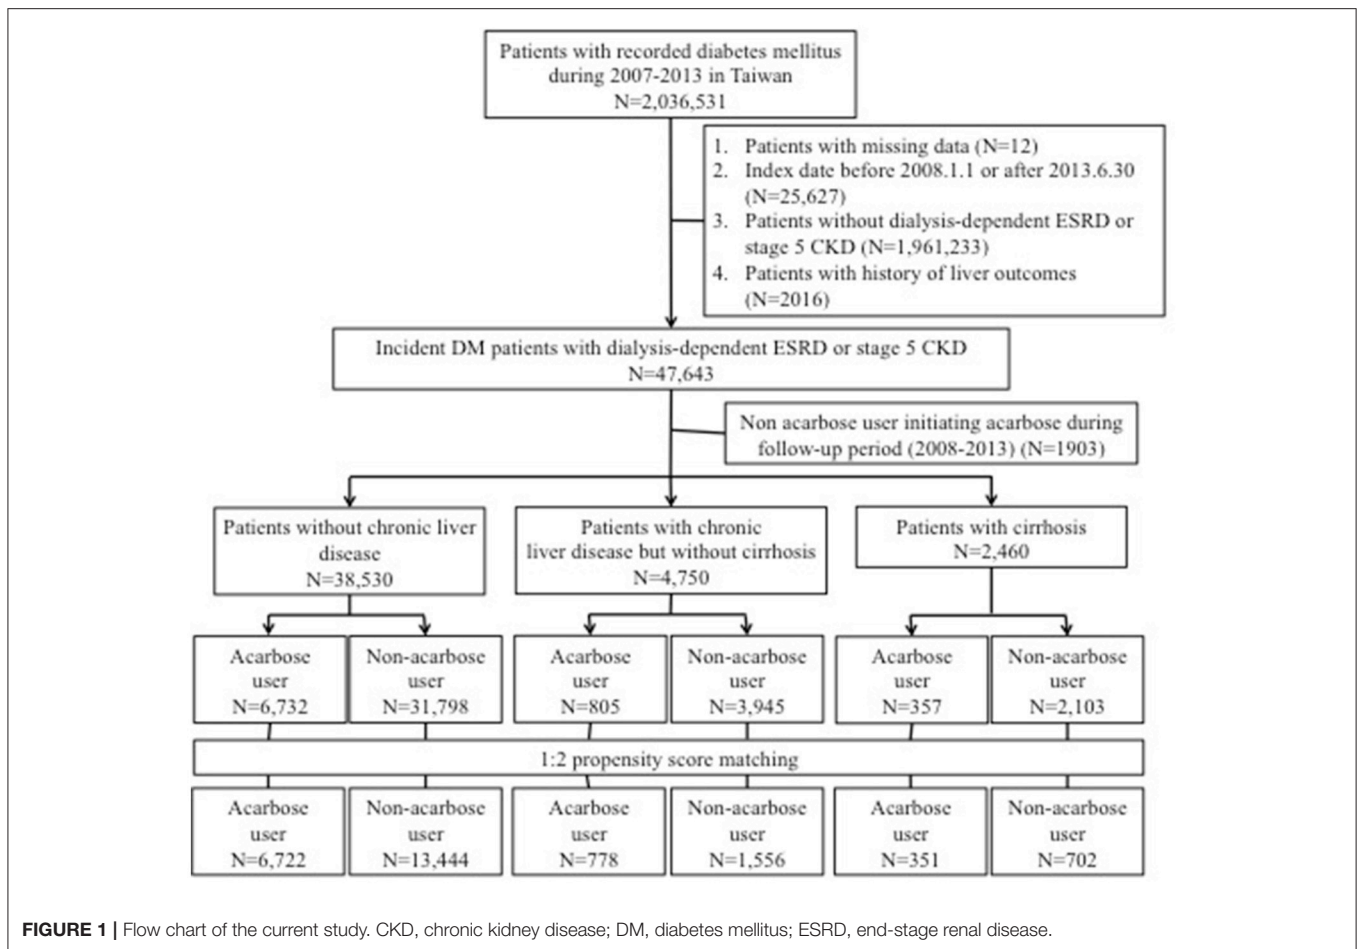 Patients with recorded diabetes mellitus
during 2007-2013 in Taiwan
N=2,036,531
1. Patients with missing data (N=12)
2. Index date before 2008.1.1 or after 2013.6.30
(N=25,627)
3. Patients without dialysis-dependent ESRD or
stage 5 CKD (N=1,961,233)
4. Patients with history of liver outcomes
(N=2016)
Incident DM patients with dialysis-dependent ESRD or stage 5 CKD
N=47,643
Non acarbose user initiating acarbose during
follow-up period (2008-2013) (N=1903)
Patients without chronic liver
disease
N=38,530
Patients with chronic
liver disease but without cirrhosis
N=4,750
Patients with cirrhosis
N=2,460
Acarbose
user
N=6,732
Non-acarbose
user
N=31,798
Acarbose
user
N=805
Non-acarbose
user
N=3,945
Acarbose
user
N=357
Non-acarbose
user
N=2,103
1:2 propensity score matching
Acarbose
user
N=6,722
Non-acarbose
user
N=13,444
Acarbose
user
N=778
Non-acarbose
user
N=1,556
Acarbose
user
N=351
Non-acarbose
user
N=702
FIGURE 1 | Flow chart of the current study. CKD, chronic kidney disease; DM, diabetes mellitus; ESRD, end-stage renal disease.